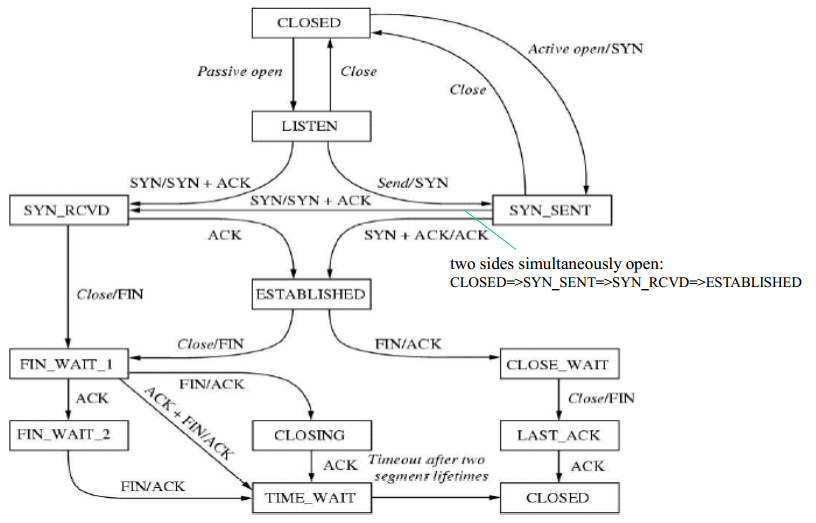 CLOSED
Active open/SYN
Passive open
Close
Close
LISTEN
SYN/SYN + ACK
Send/SYN
SYN/SYN + ACK
SYN_RCVD
SYN_SENT
ACK
SYN + ACK/ACK
two sides simultaneously open:
CLOSED=>SYN_SENT=>SYN_RCVD=>ESTABLISHED
Close/FIN
ESTABLISHED
Close/FIN
FIN/ACK
FIN_WAIT_1
CLOSE_WAIT
FIN/ACK
ACK
ACK + FIN/ACK
Close/FIN
FIN_WAIT_2
CLOSING
LAST_ACK
ACK
Timeout after two
segment lifetimes
ACK
FIN/ACK
TIME_WAIT
CLOSED